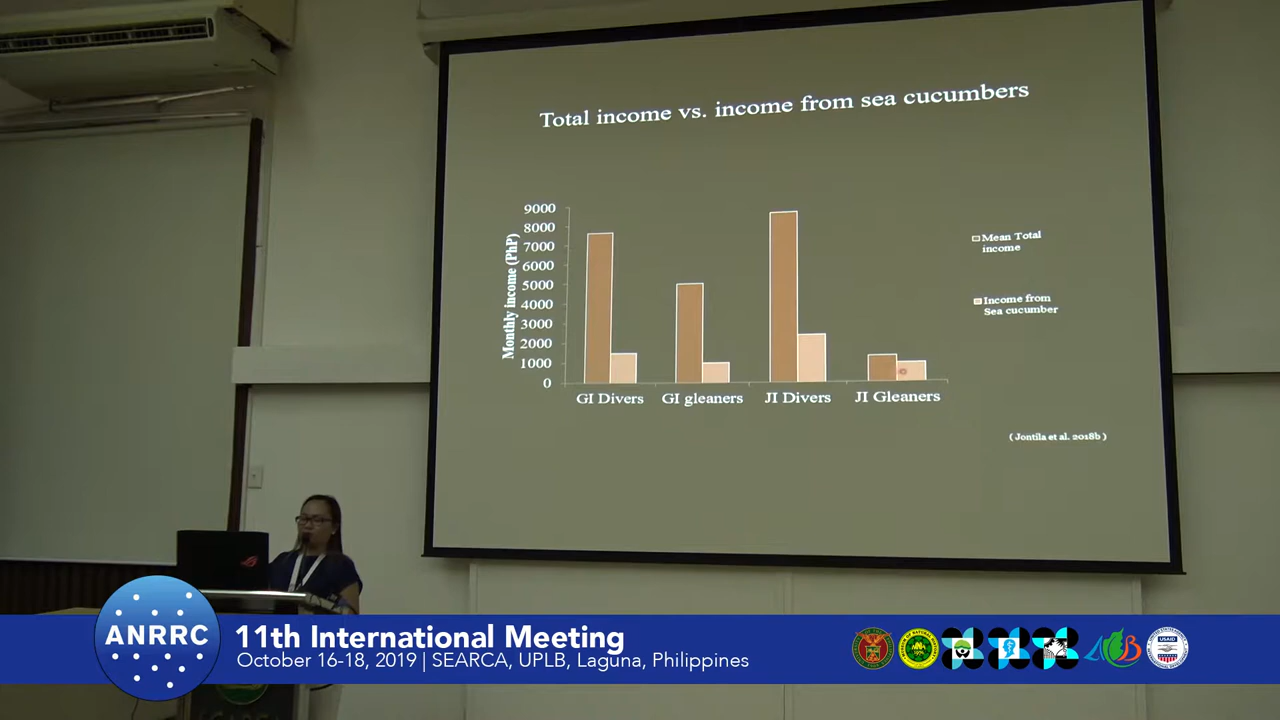 Total income vs. income from sea cucumbers
9000
8000
7000
6000
5000
4000
3000
2000
1000
0
Monthly income (PhP)
GI Divers
GI gleaners
JI Divers
JI Gleaners
Mean Total
income
Income from
Sea cucumber
( Jontila et al. 2018b )
ANRRC
11th International Meeting
October 16-18, 2019 | SEARCA, UPLB, Laguna, Philippines
USAID